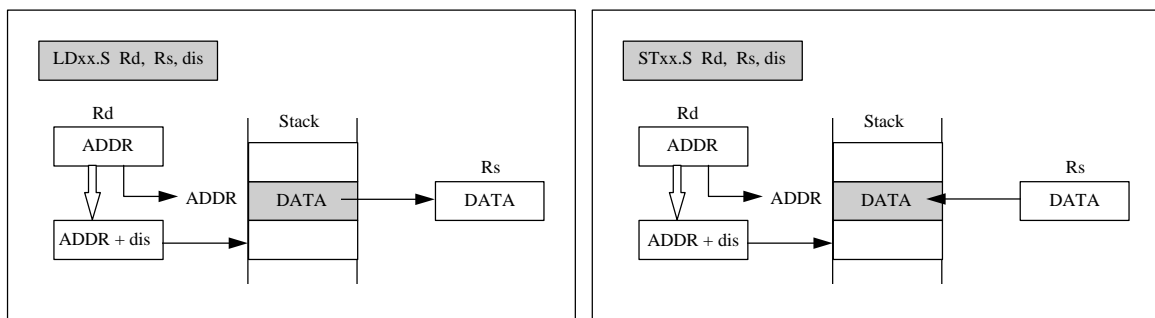 LDxx.S Rd, Rs, dis
Rd
Stack
ADDR
Rs
ADDR
DATA
DATA
ADDR + dis
STxx.S Rd, Rs, dis
Rd
Stack
ADDR
Rs
ADDR
DATA
DATA
ADDR + dis